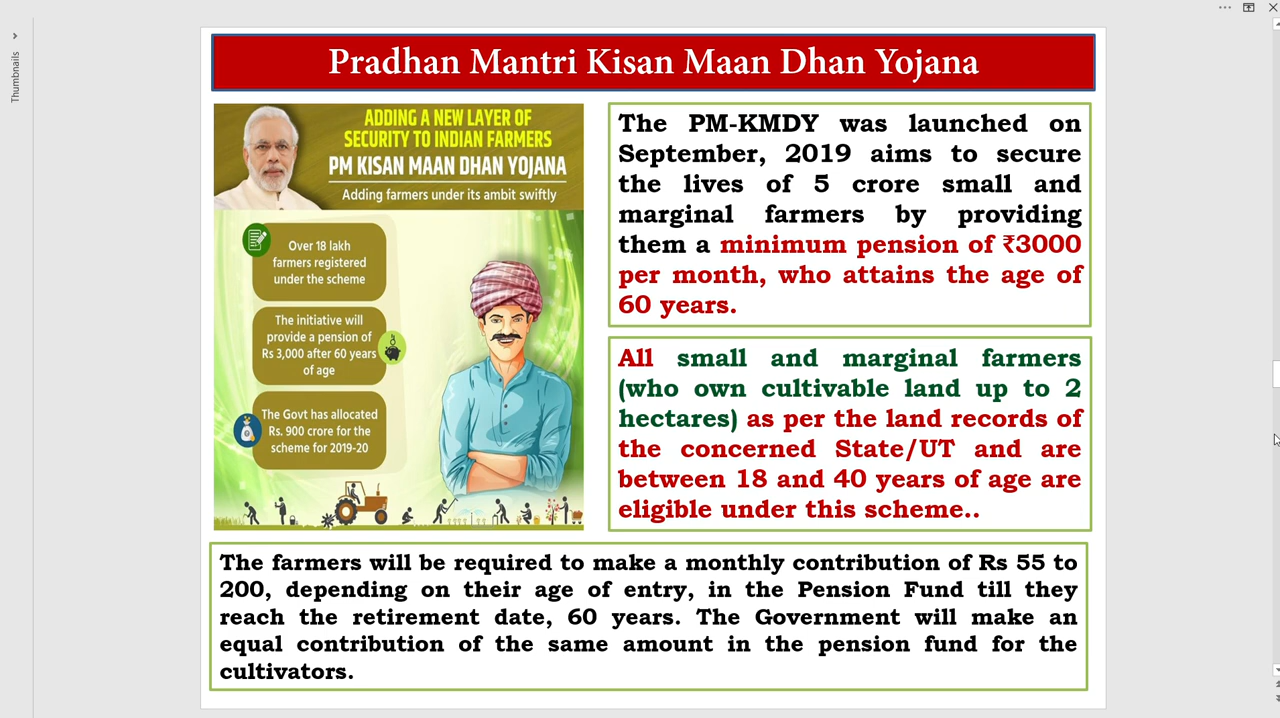 Thumbnails
Pradhan Mantri Kisan Maan Dhan Yojana
ADDING A NEW LAYER OF
SECURITY TO INDIAN FARMERS
PM KISAN MAAN DHAN YOJANA
Adding farmers under its ambit swiftly
Over 18 lakh
farmers registered
under the scheme
The initiative will
provide a pension of
Rs 3,000 after 60 years
of age
The Govt has allocated
Rs. 900 crore for the
scheme for 2019-20
The PM-KMDY was launched on
September, 2019 aims to secure
the lives of 5 crore small and
marginal farmers by providing
them a minimum pension of ₹3000
per month, who attains the age of
60 years.
All small and marginal farmers
(who own cultivable land up to 2
hectares) as per the land records of
the concerned State/UT and are
between 18 and 40 years of age are
eligible under this scheme..
The farmers will be required to make a monthly contribution of Rs 55 to
200, depending on their age of entry, in the Pension Fund till they
reach the retirement date, 60 years. The Government will make an
equal contribution of the same amount in the pension fund for the
cultivators.